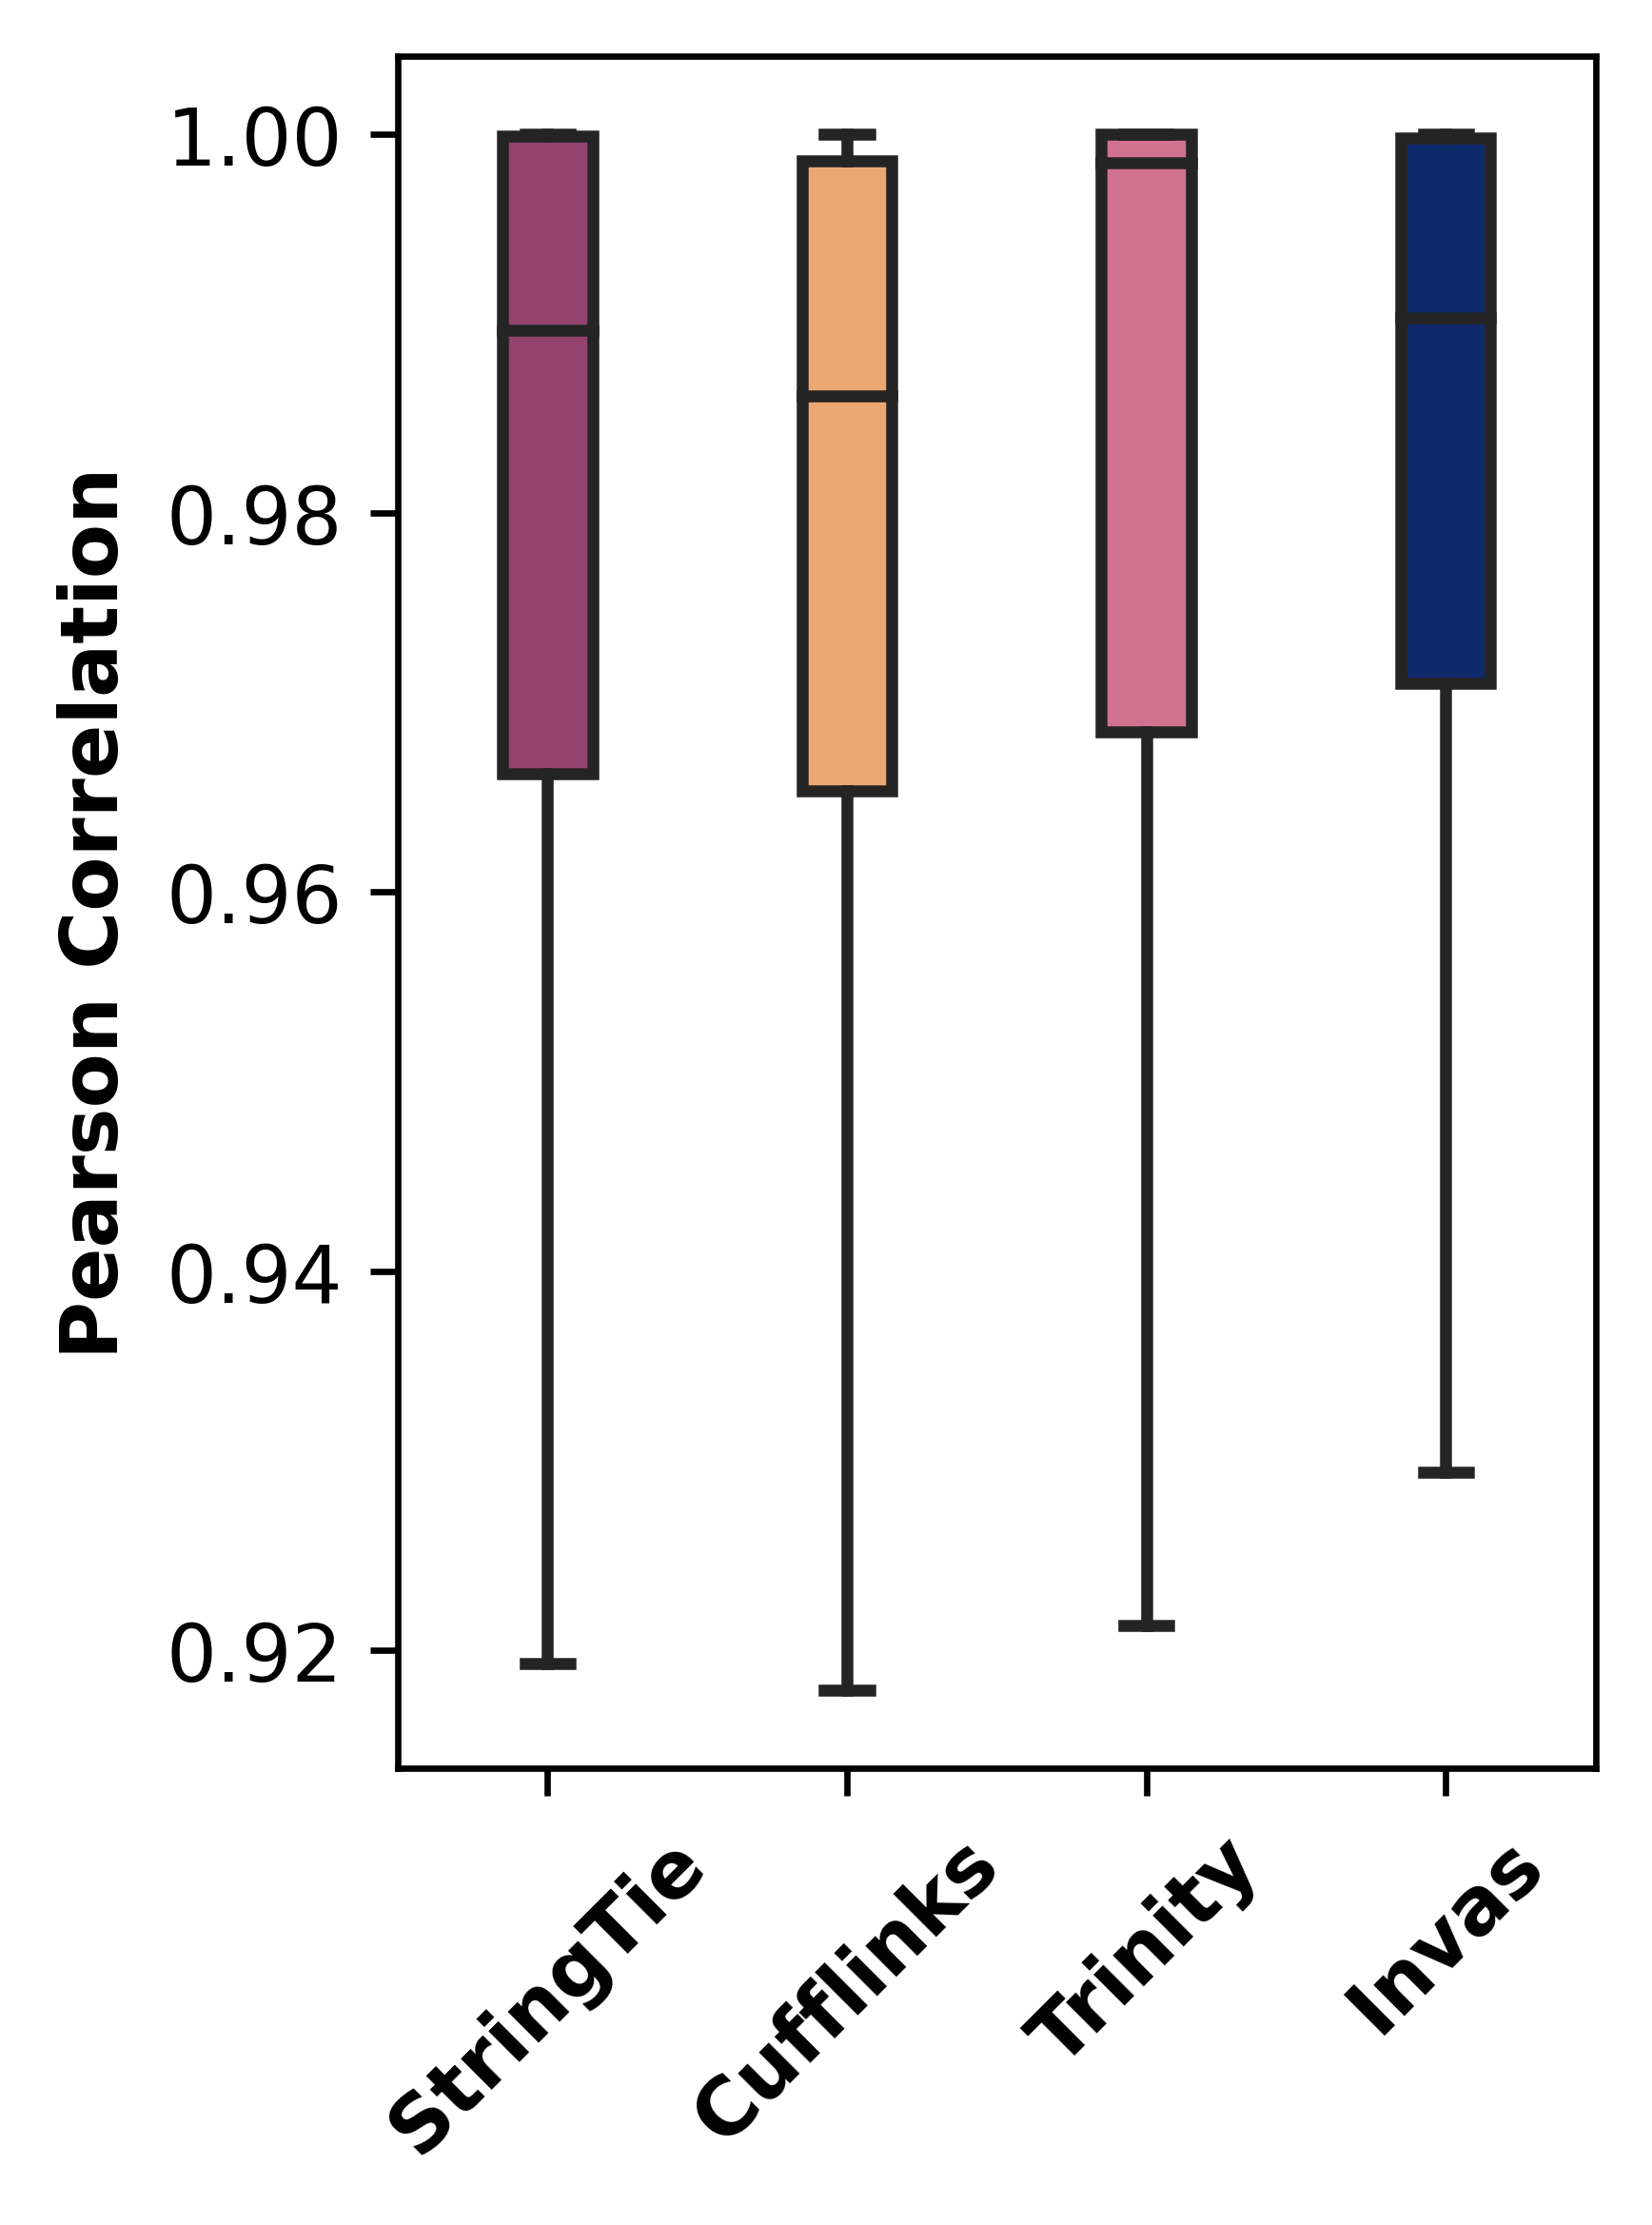 Pearson Correlation
1.00
0.98
0.96
0.94
0.92
StringTie
Cufflinks
Trinity
Invas